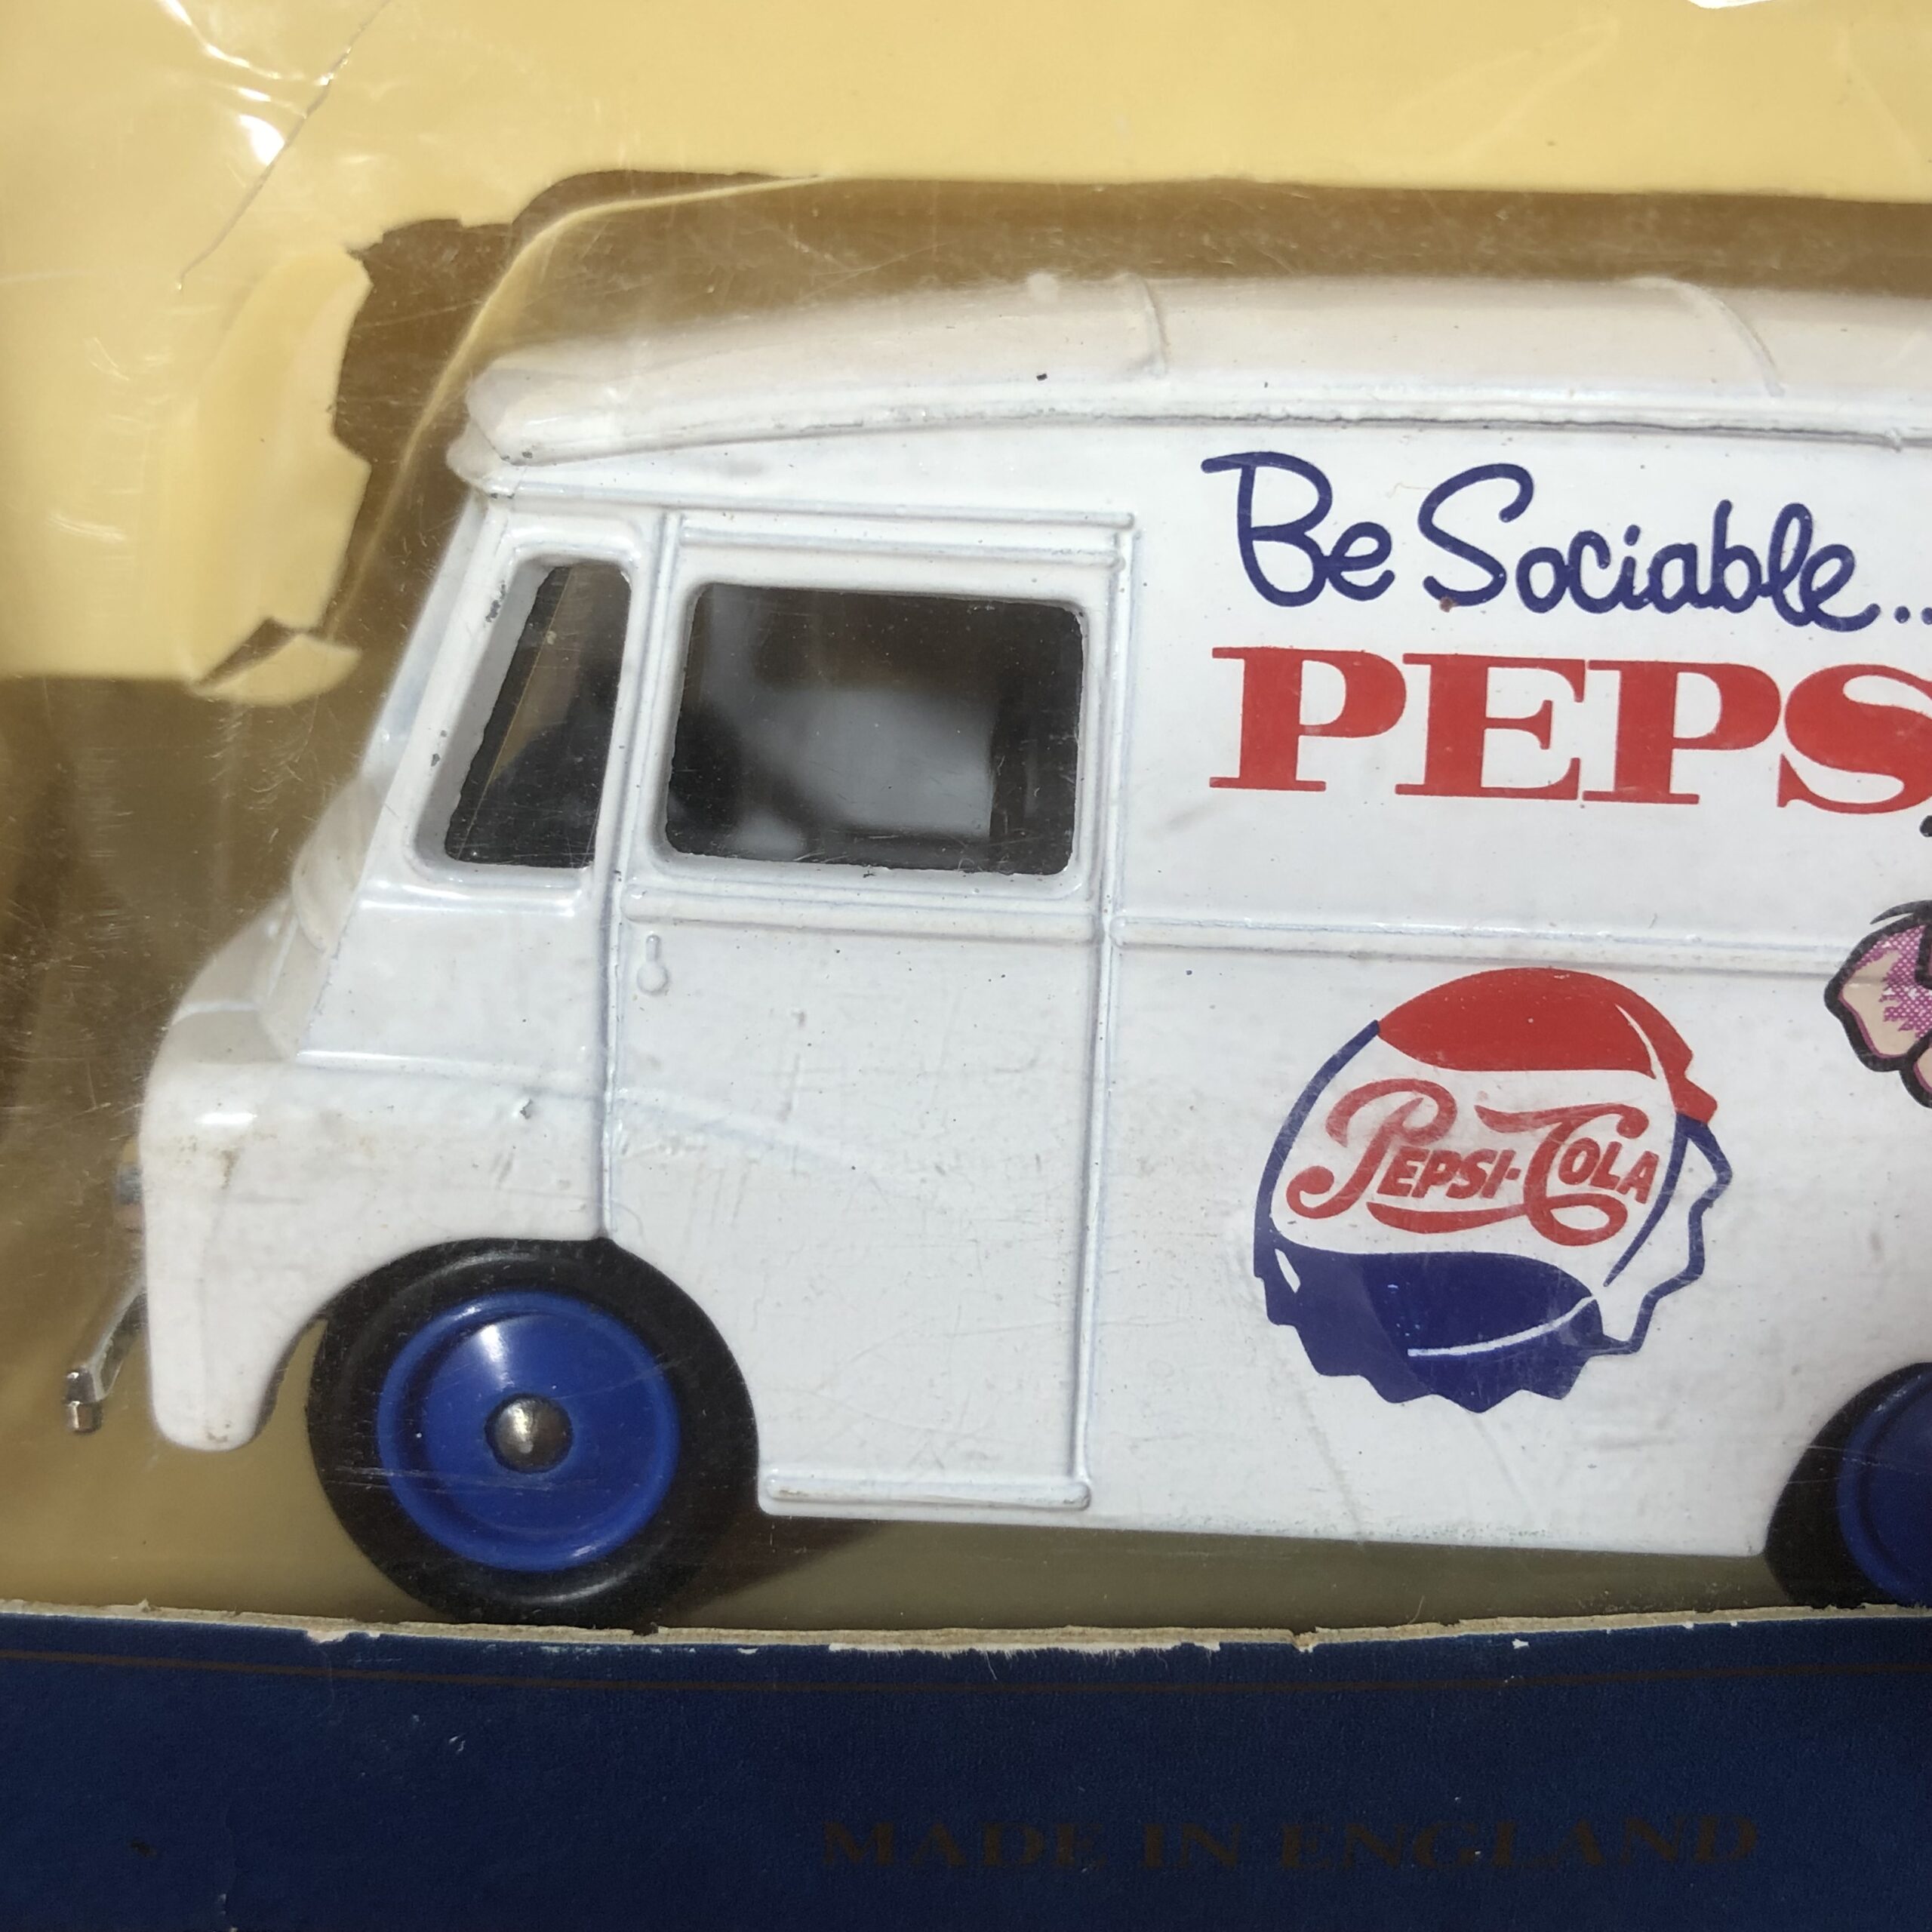 Be Sociable..
PEPS
PEPSI-COLA
MADE IN ENGLAND